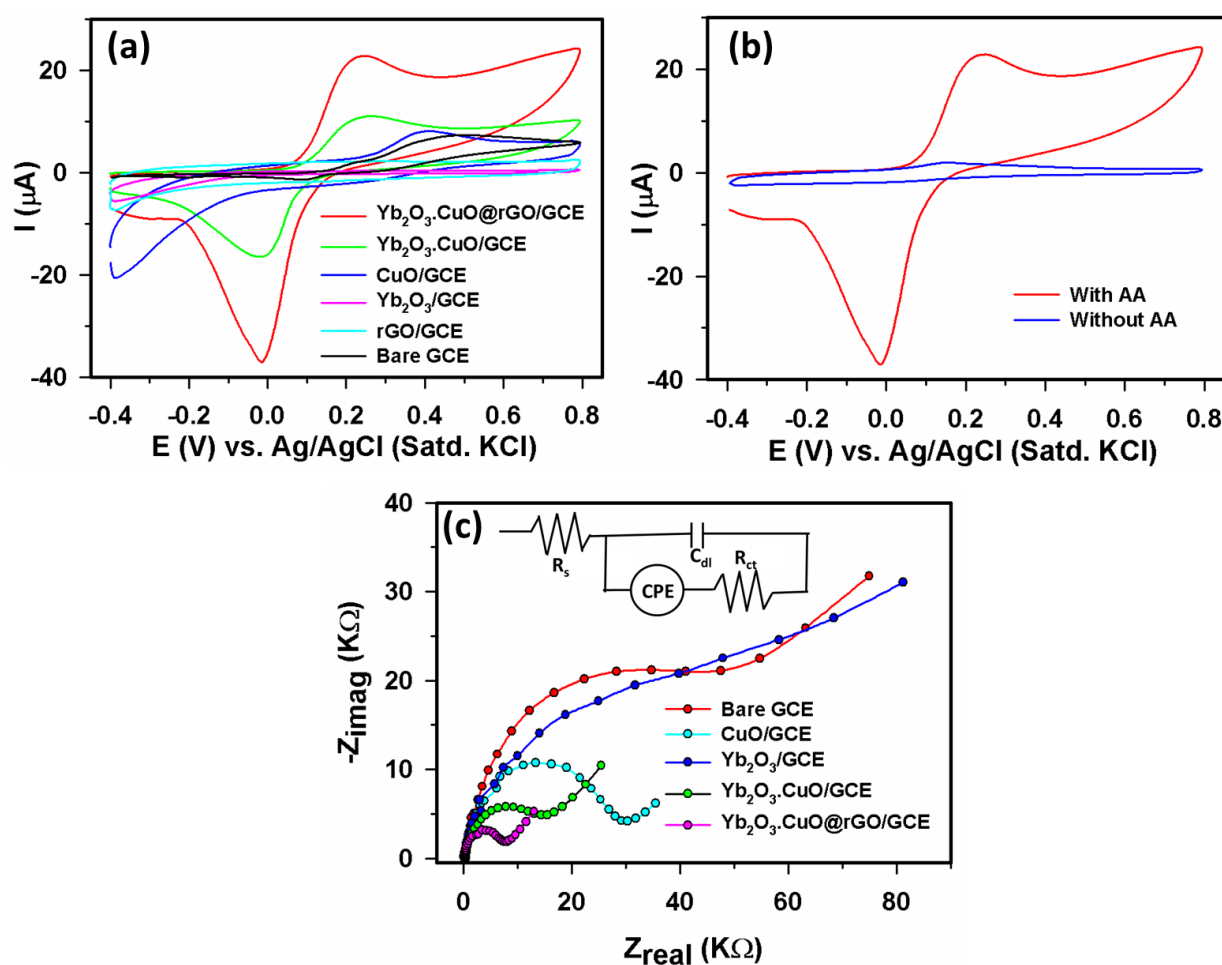 (a)
20
0
-20
-40
I (µA)
Yb₂O₃.CuO@rGO/GCE
Yb₂O₃.CuO/GCE
CuO/GCE
Yb₂O₃/GCE
rGO/GCE
Bare GCE
-0.4 -0.2 0.0 0.2 0.4 0.6 0.8
E (V) vs. Ag/AgCl (Satd. KCl)
(b)
20
0
-20
-40
I (µA)
With AA
Without AA
-0.4 -0.2 0.0 0.2 0.4 0.6 0.8
E (V) vs. Ag/AgCl (Satd. KCl)
(c)
40
30
20
10
0
-Zimag (KΩ)
Rs
Cdl
CPE
Rct
Bare GCE
CuO/GCE
Yb₂O₃/GCE
Yb₂O₃.CuO/GCE
Yb₂O₃.CuO@rGO/GCE
0 20 40 60 80
Zreal (KΩ)